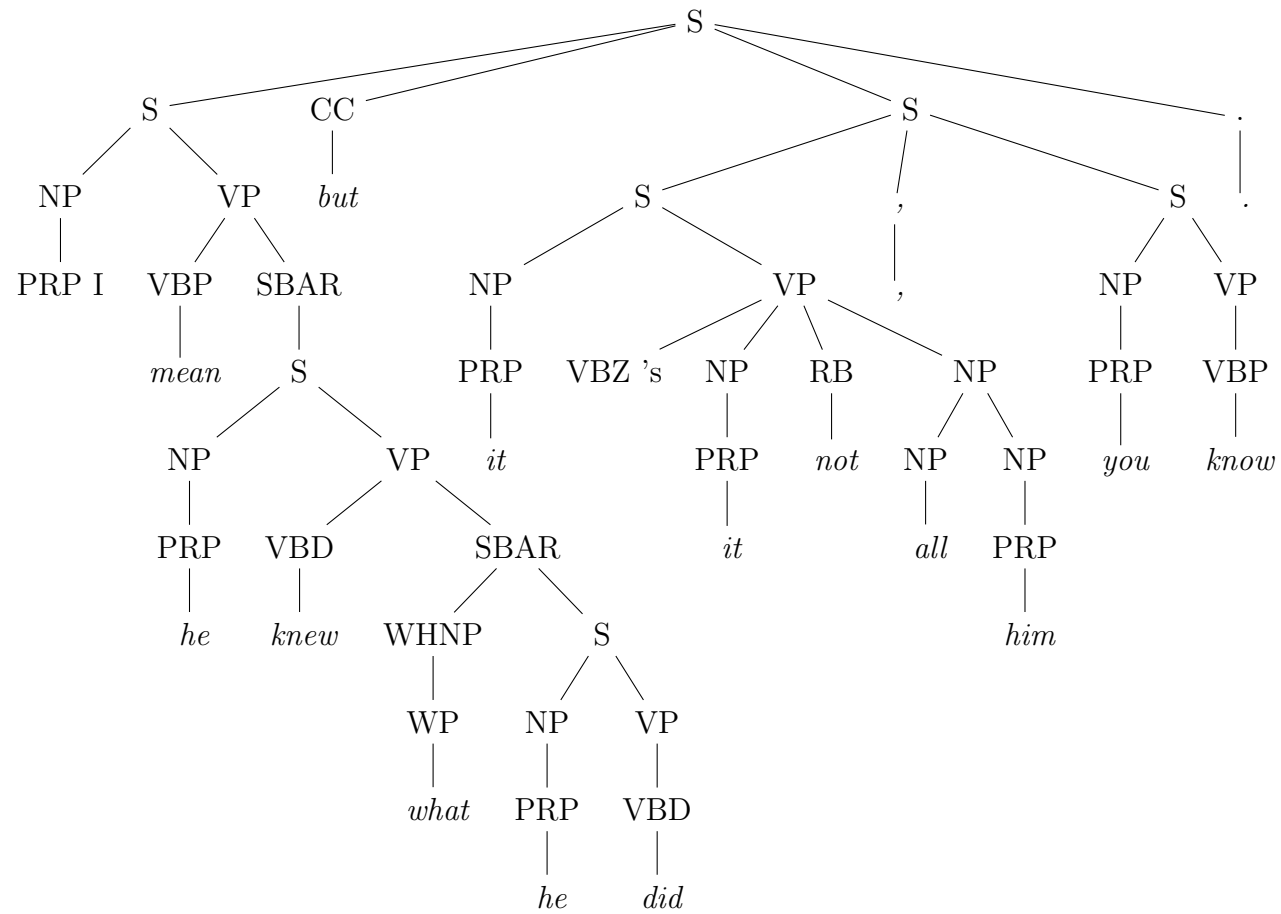 S
S CC S .
NP VP but S , S .
PRP I VBP SBAR NP VP , NP VP
mean S PRP VBZ 's NP RB NP PRP VBP
NP VP it PRP not NP NP you know
PRP VBD SBAR it all PRP
he knew WHNP S him
WP NP VP
what PRP VBD
he did